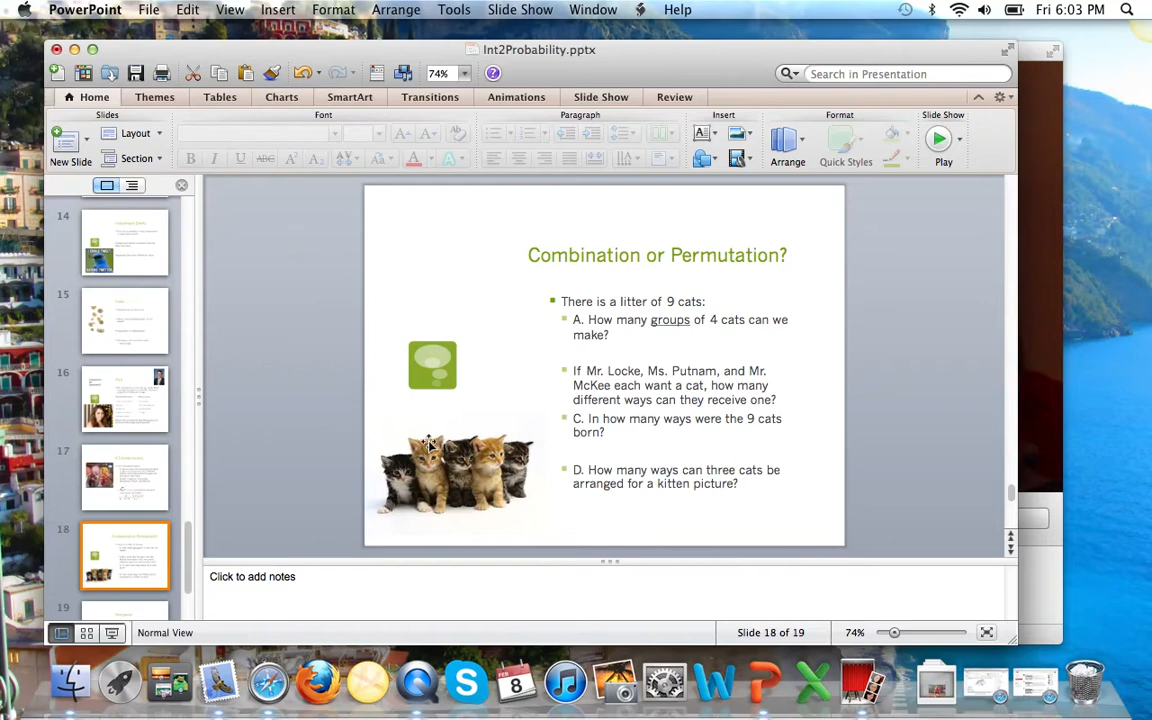 PowerPoint File Edit View Insert Format Arrange Tools Slide Show Window Help Fri 6:03 PM
Int2Probability.pptx
74% Search in Presentation
Home Themes Tables Charts SmartArt Transitions Animations Slide Show Review
Slides Font Paragraph Insert Format Slide Show
Layout
Section
New Slide Arrange Quick Styles Play
14
15
16
17
18
19
Combination or Permutation?
There is a litter of 9 cats:
A. How many groups of 4 cats can we
make?
If Mr. Locke, Ms. Putnam, and Mr.
McKee each want a cat, how many
different ways can they receive one?
C. In how many ways were the 9 cats
born?
D. How many ways can three cats be
arranged for a kitten picture?
Click to add notes
Normal View Slide 18 of 19 74%
FEB
8